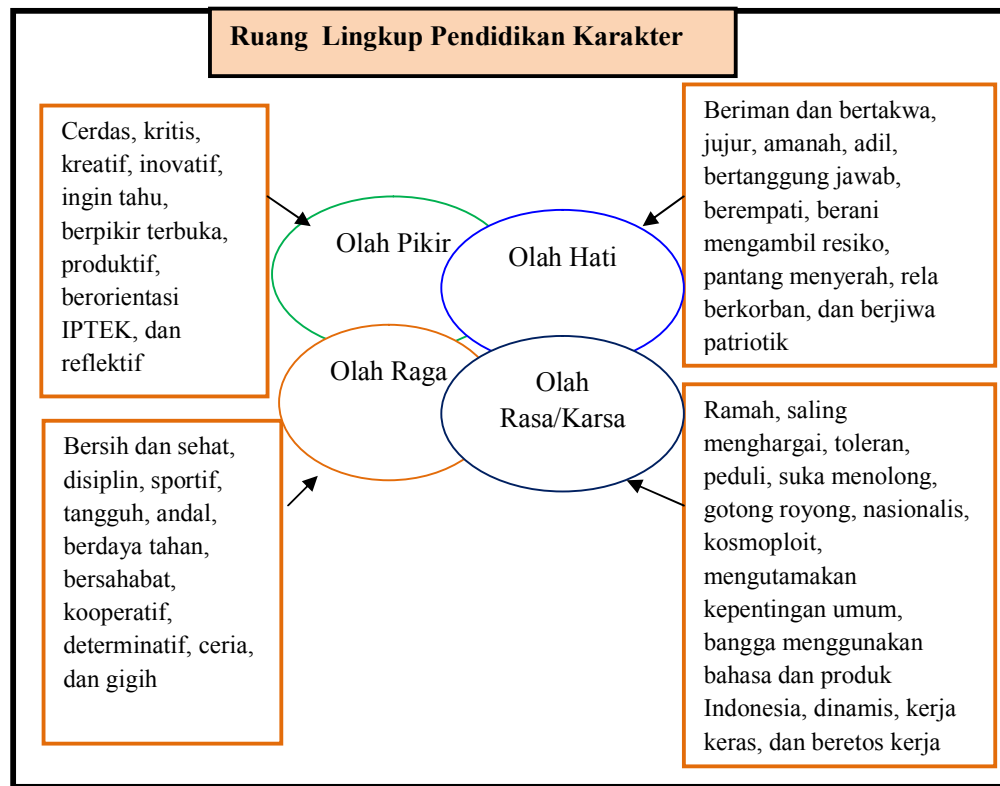 Ruang Lingkup Pendidikan Karakter
Cerdas, kritis,
kreatif, inovatif,
ingin tahu,
berpikir terbuka,
produktif,
berorientasi
IPTEK, dan
reflektif
Beriman dan bertakwa,
jujur, amanah, adil,
bertanggung jawab,
berempati, berani
mengambil resiko,
pantang menyerah, rela
berkorban, dan berjiwa
patriotik
Olah Pikir
Olah Hati
Olah Raga
Olah
Rasa/Karsa
Bersih dan sehat,
disiplin, sportif,
tangguh, andal,
berdaya tahan,
bersahabat,
kooperatif,
determinatif, ceria,
dan gigih
Ramah, saling
menghargai, toleran,
peduli, suka menolong,
gotong royong, nasionalis,
kosmoploit,
mengutamakan
kepentingan umum,
bangga menggunakan
bahasa dan produk
Indonesia, dinamis, kerja
keras, dan beretos kerja